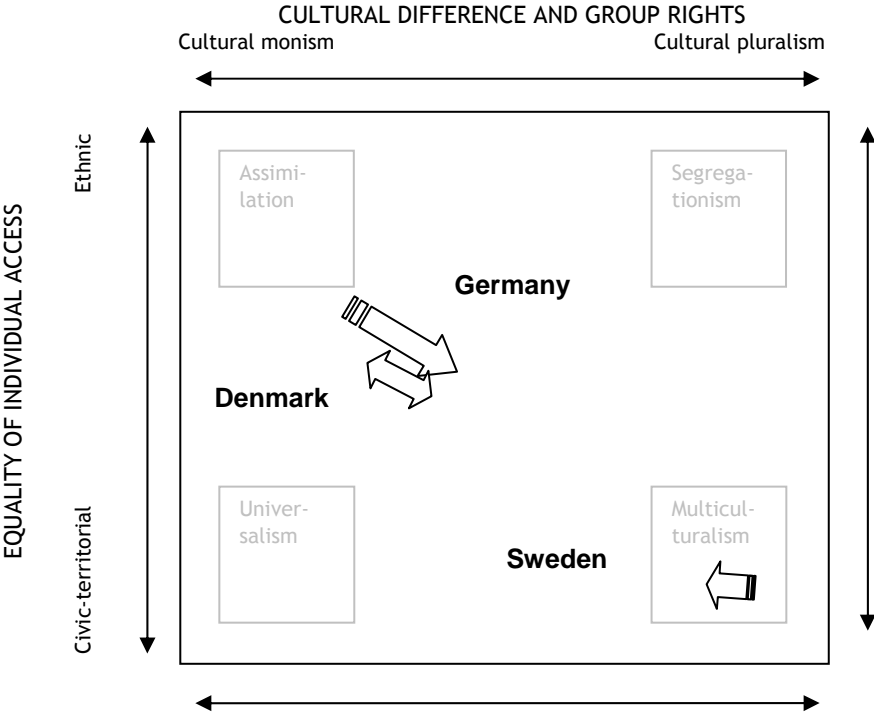 CULTURAL DIFFERENCE AND GROUP RIGHTS
Cultural monism
Cultural pluralism
EQUALITY OF INDIVIDUAL ACCESS
Ethnic
Civic-territorial
Assimi-
lation
Segrega-
tionism
Germany
Denmark
Univer-
salism
Multicul-
turalism
Sweden